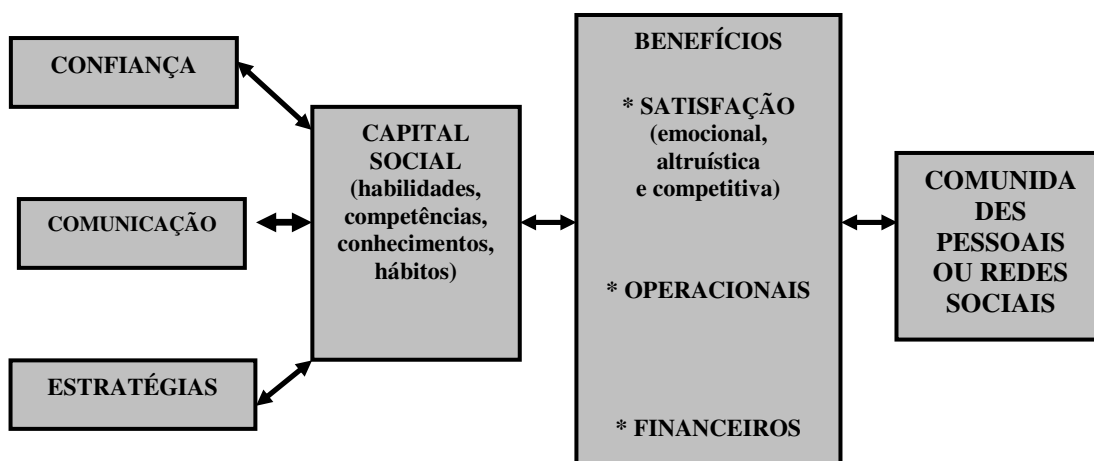 CONFIANÇA
COMUNICAÇÃO
ESTRATÉGIAS
CAPITAL
SOCIAL
(habilidades,
competências,
conhecimentos,
hábitos)
BENEFÍCIOS
* SATISFAÇÃO
(emocional,
altruística
e competitiva)
* OPERACIONAIS
* FINANCEIROS
COMUNIDA
DES
PESSOAIS
OU REDES
SOCIAIS